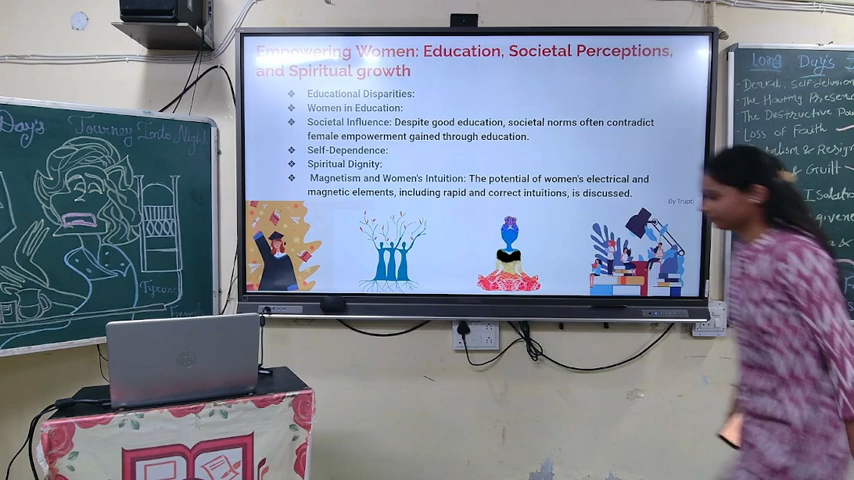 Day's Journey Into Night
Tyrone
Empowering Women: Education, Societal Perceptions,
and Spiritual growth
❖ Educational Disparities:
❖ Women in Education:
❖ Societal Influence: Despite good education, societal norms often contradict
female empowerment gained through education.
❖ Self-Dependence:
❖ Spiritual Dignity:
❖ Magnetism and Women's Intuition: The potential of women's electrical and
magnetic elements, including rapid and correct intuitions, is discussed.
By Trupti
Long Day's
Denial, Self delusion
The Haunting Presence
The Destructive
Loss of Faith
& Guilt